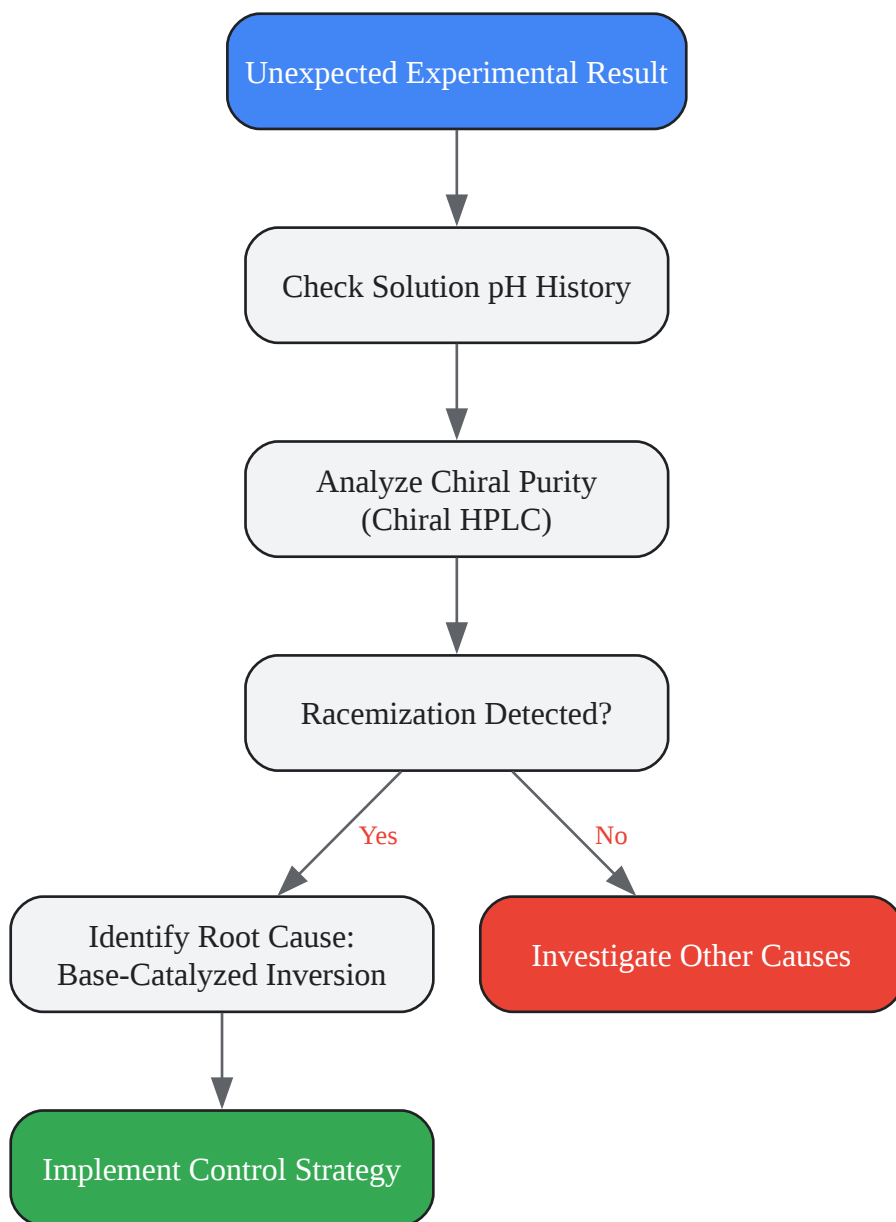 Unexpected Experimental Result
Check Solution pH History
Analyze Chiral Purity
(Chiral HPLC)
Racemization Detected?
Yes
No
Identify Root Cause:
Base-Catalyzed Inversion
Investigate Other Causes
Implement Control Strategy